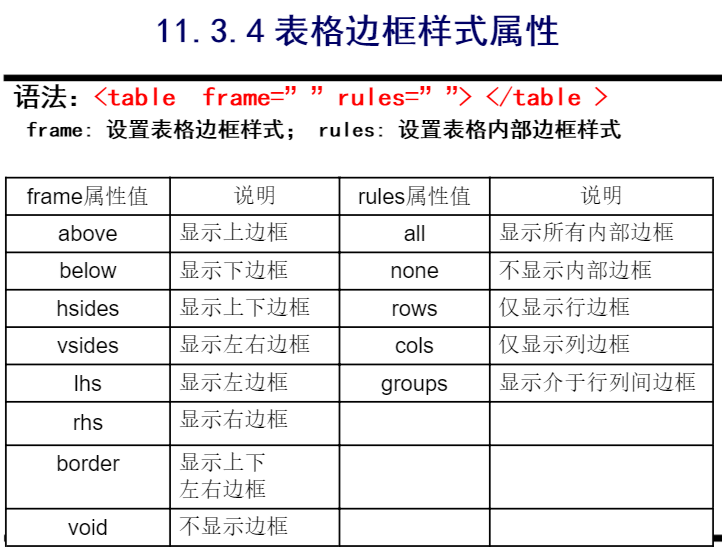 11.3.4 表格边框样式属性
语法：<table frame=” ” rules=” ”> </table >
frame: 设置表格边框样式； rules: 设置表格内部边框样式
frame属性值 说明 rules属性值 说明
above 显示上边框 all 显示所有内部边框
below 显示下边框 none 不显示内部边框
hsides 显示上下边框 rows 仅显示行边框
vsides 显示左右边框 cols 仅显示列边框
lhs 显示左边框 groups 显示介于行列间边框
rhs 显示右边框
border 显示上下
左右边框
void 不显示边框